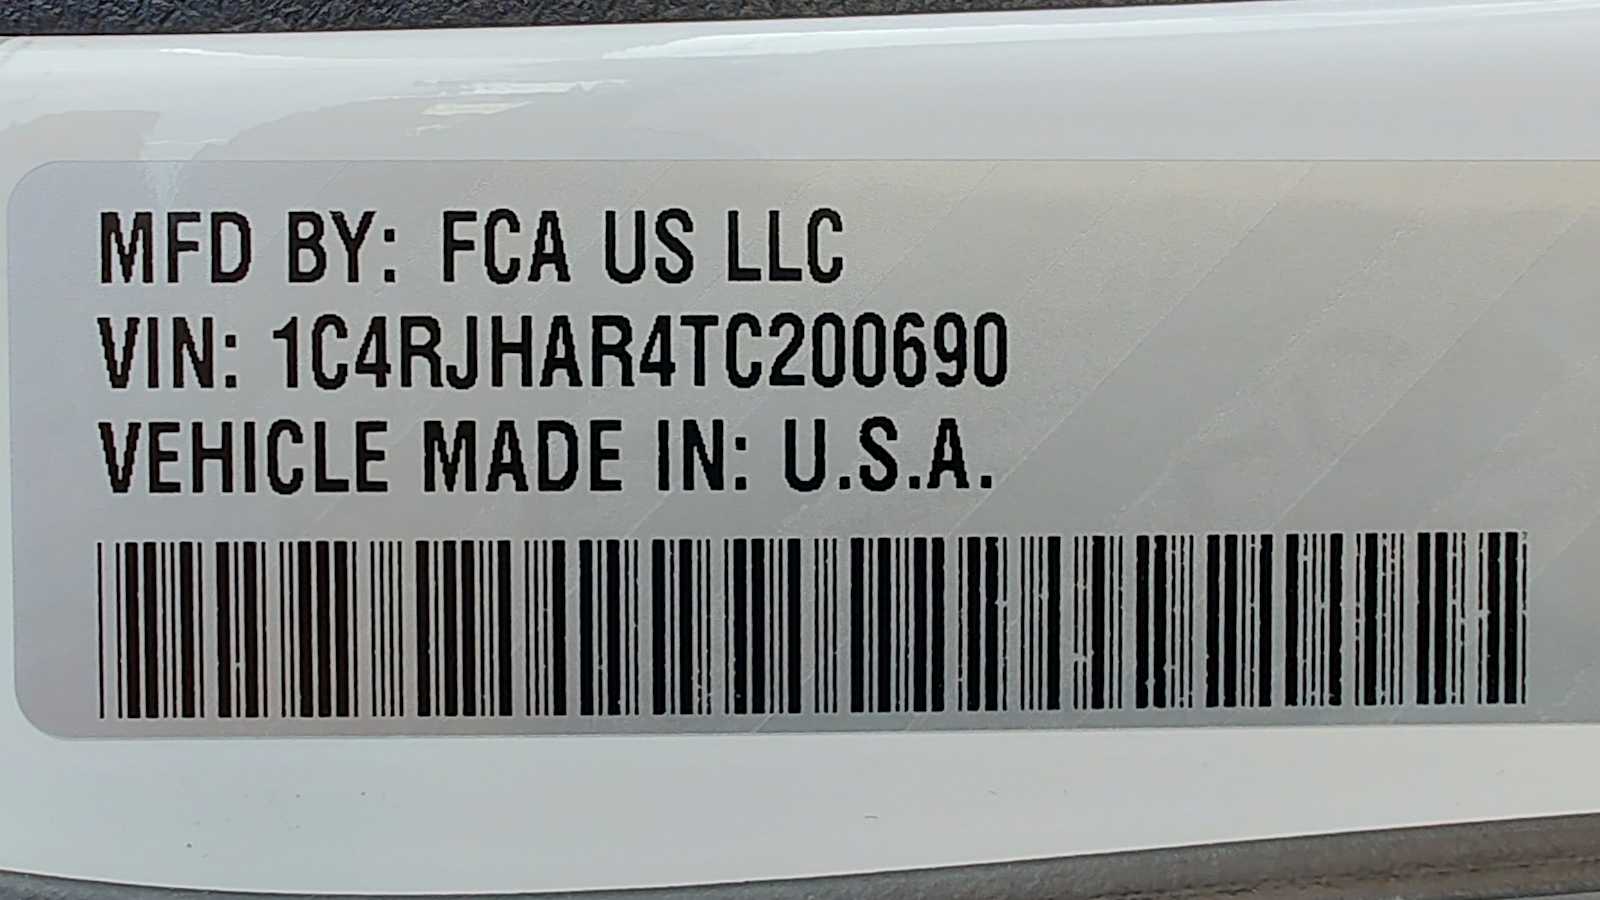 MFD BY: FCA US LLC
VIN: 1C4RJHAR4TC200690
VEHICLE MADE IN: U.S.A.